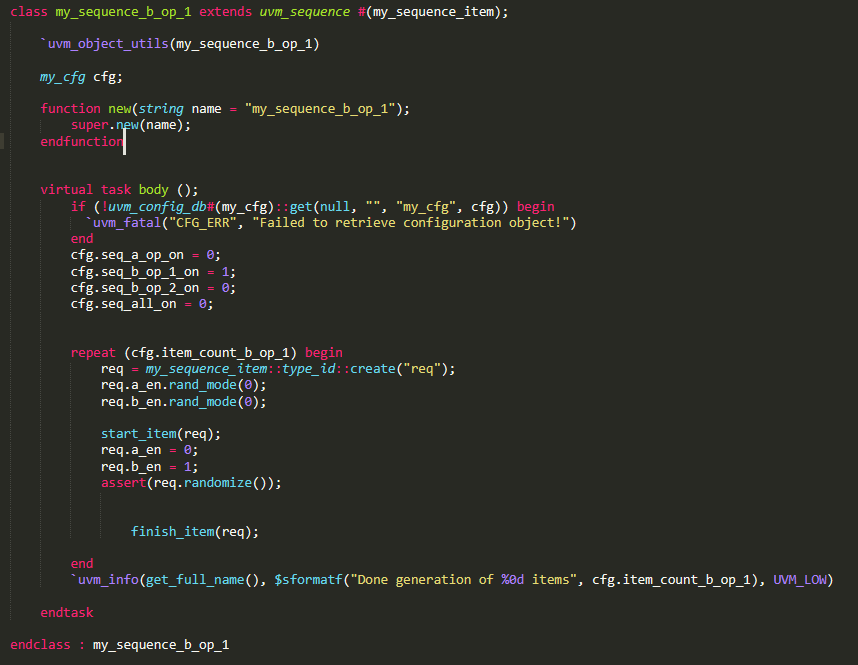 class my_sequence_b_op_1 extends uvm_sequence #(my_sequence_item);
`uvm_object_utils(my_sequence_b_op_1)
my_cfg cfg;
function new(string name = "my_sequence_b_op_1");
super.new(name);
endfunction
virtual task body ();
if (!uvm_config_db#(my_cfg)::get(null, "", "my_cfg", cfg)) begin
`uvm_fatal("CFG_ERR", "Failed to retrieve configuration object!")
end
cfg.seq_a_op_on = 0;
cfg.seq_b_op_1_on = 1;
cfg.seq_b_op_2_on = 0;
cfg.seq_all_on = 0;
repeat (cfg.item_count_b_op_1) begin
req = my_sequence_item::type_id::create("req");
req.a_en.rand_mode(0);
req.b_en.rand_mode(0);
start_item(req);
req.a_en = 0;
req.b_en = 1;
assert(req.randomize());
finish_item(req);
end
`uvm_info(get_full_name(), $sformatf("Done generation of %0d items", cfg.item_count_b_op_1), UVM_LOW)
endtask
endclass : my_sequence_b_op_1